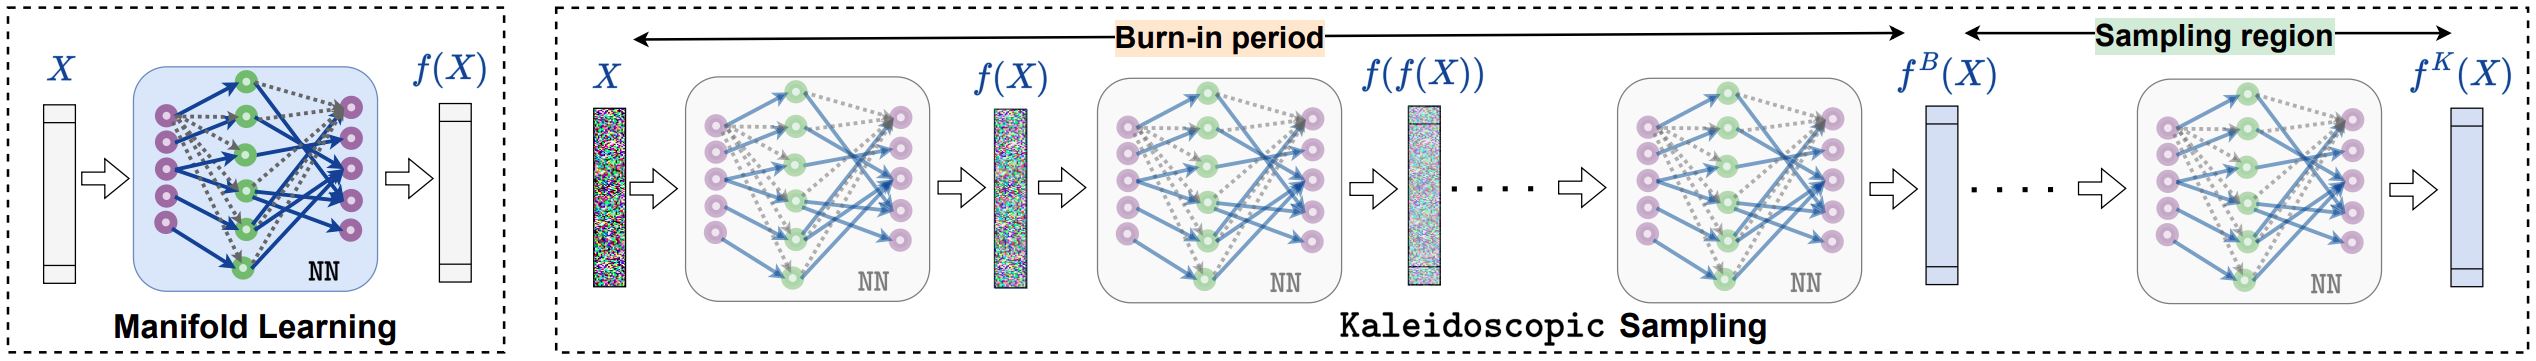 X
f(X)
NN
Manifold Learning
Burn-in period
Sampling region
X
f(X)
f(f(X))
f^B(X)
f^K(X)
NN
NN
NN
NN
Kaleidoscopic Sampling